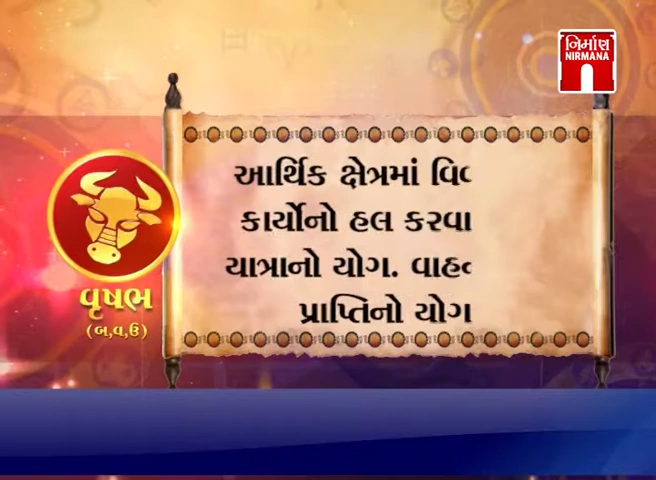 નિર્માણ
NIRMANA
આર્થિક ક્ષેત્રમાં
કાર્યોનો હલ કરવા
યાત્રાનો યોગ.
પ્રાપ્તિનો યોગ
વૃષભ
(બ,વ,ઉ)